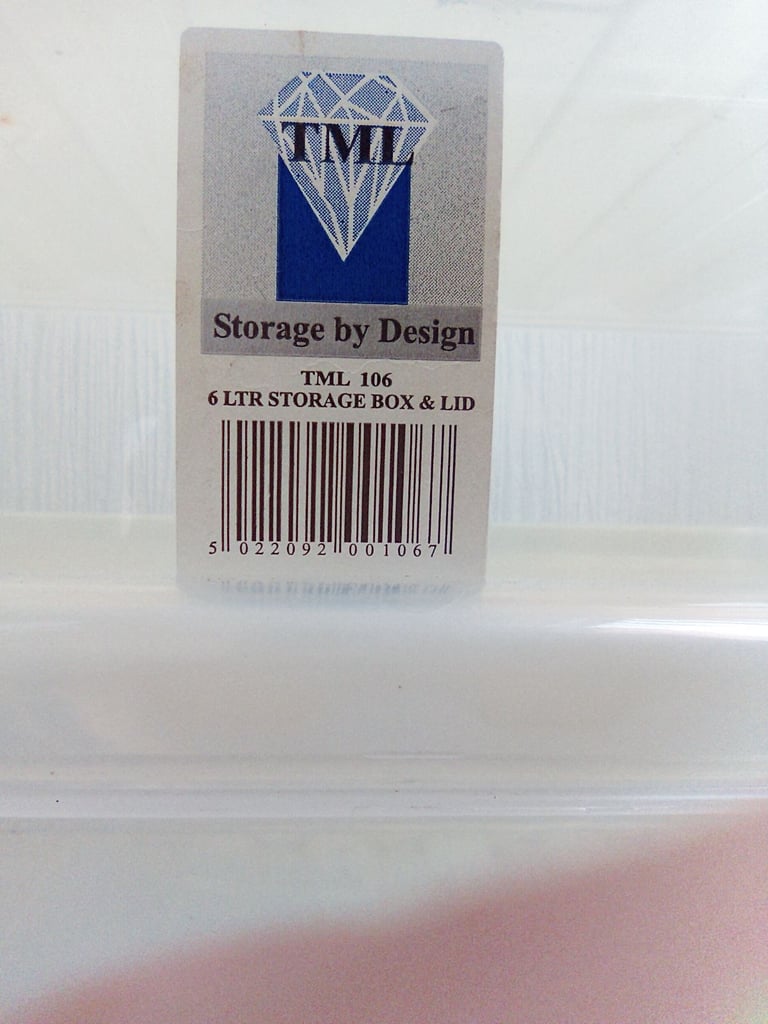 TML
Storage by Design
TML 106
6 LTR STORAGE BOX & LID
5 022092 001067